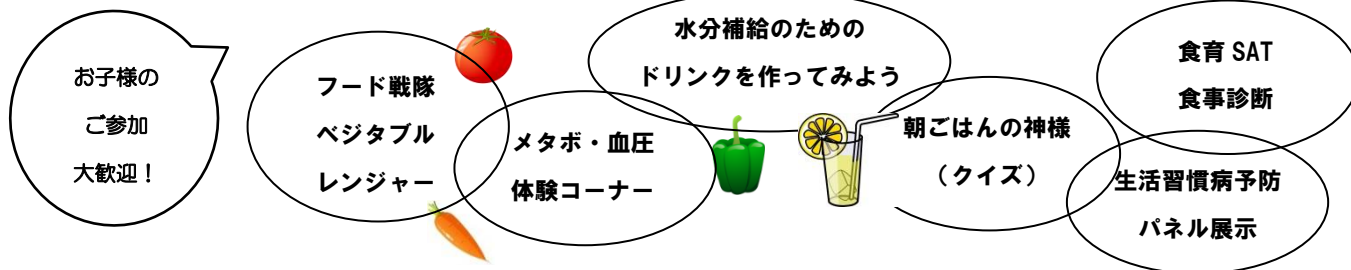 お子様の
ご参加
大歓迎！
フード戦隊
ベジタブル
レンジャー
メタボ・血圧
体験コーナー
水分補給のための
ドリンクを作ってみよう
朝ごはんの神様
（クイズ）
食育 SAT
食事診断
生活習慣病予防
パネル展示